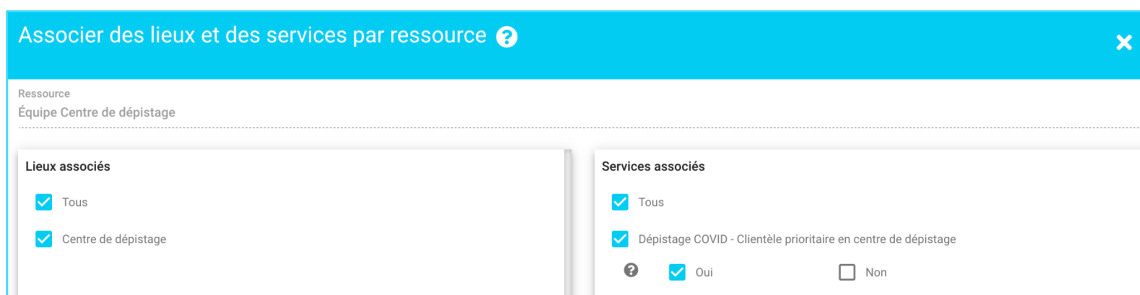 Associer des lieux et des services par ressource ?
Ressource
Équipe Centre de dépistage
Lieux associés
Tous
Centre de dépistage
Services associés
Tous
Dépistage COVID - Clientèle prioritaire en centre de dépistage
? Oui Non